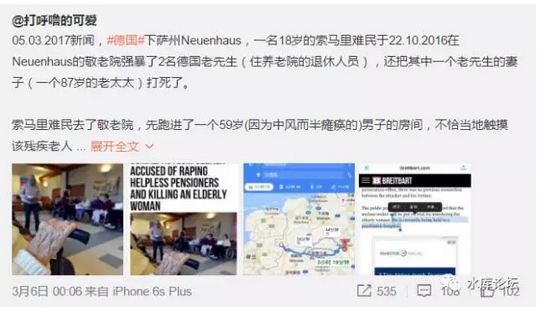 @打呼噜的可爱
05.03.2017新闻，#德国#下萨州Neuenhaus，一名18岁的索马里难民于22.10.2016在
Neuenhaus的敬老院强暴了2名德国老先生（住养老院的退休人员），还把其中一个老先生的妻
子（一个87岁的老太太）打死了。
索马里难民去了敬老院，先跑进了一个59岁(因为中风而半瘫痪的)男子的房间，不恰当地触摸
该残疾老人 ... 展开全文
ACCUSED OF RAPING
HELPLESS PENSIONERS
AND KILLING AN ELDERLY
WOMAN
breitbart.com
BREITBART
3月6日 00:06 来自 iPhone 6s Plus
535
108
102
水库论坛